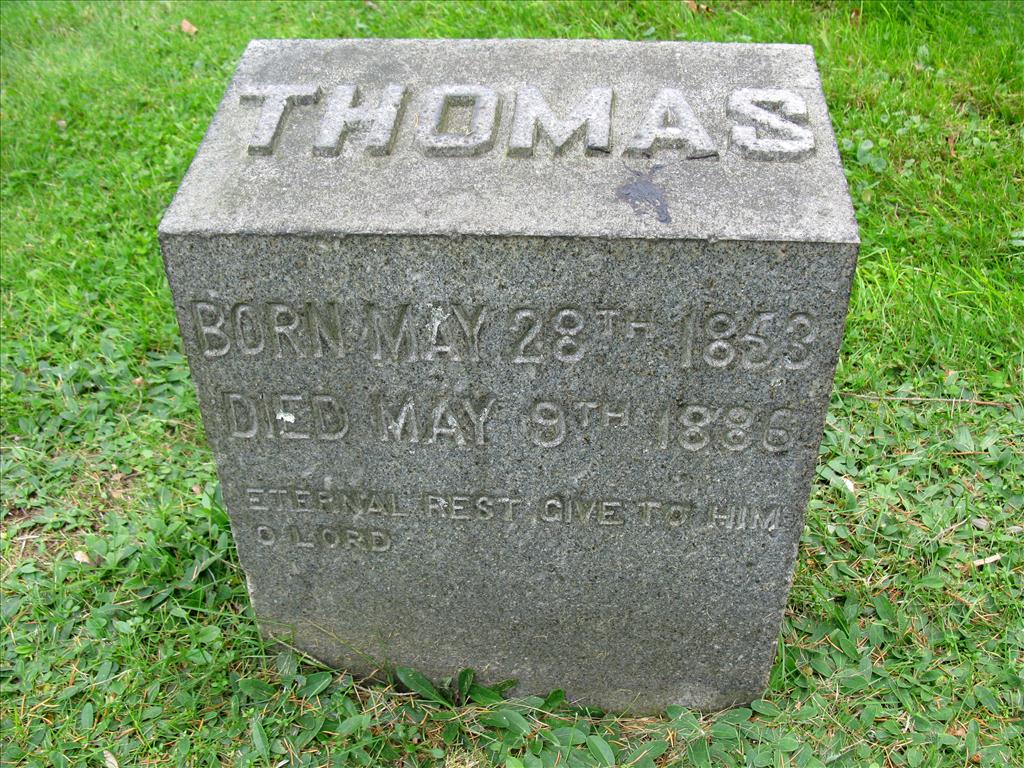 THOMAS
BORN MAY 28TH 1853
DIED MAY 9TH 1886
ETERNAL REST GIVE TO HIM
O LORD